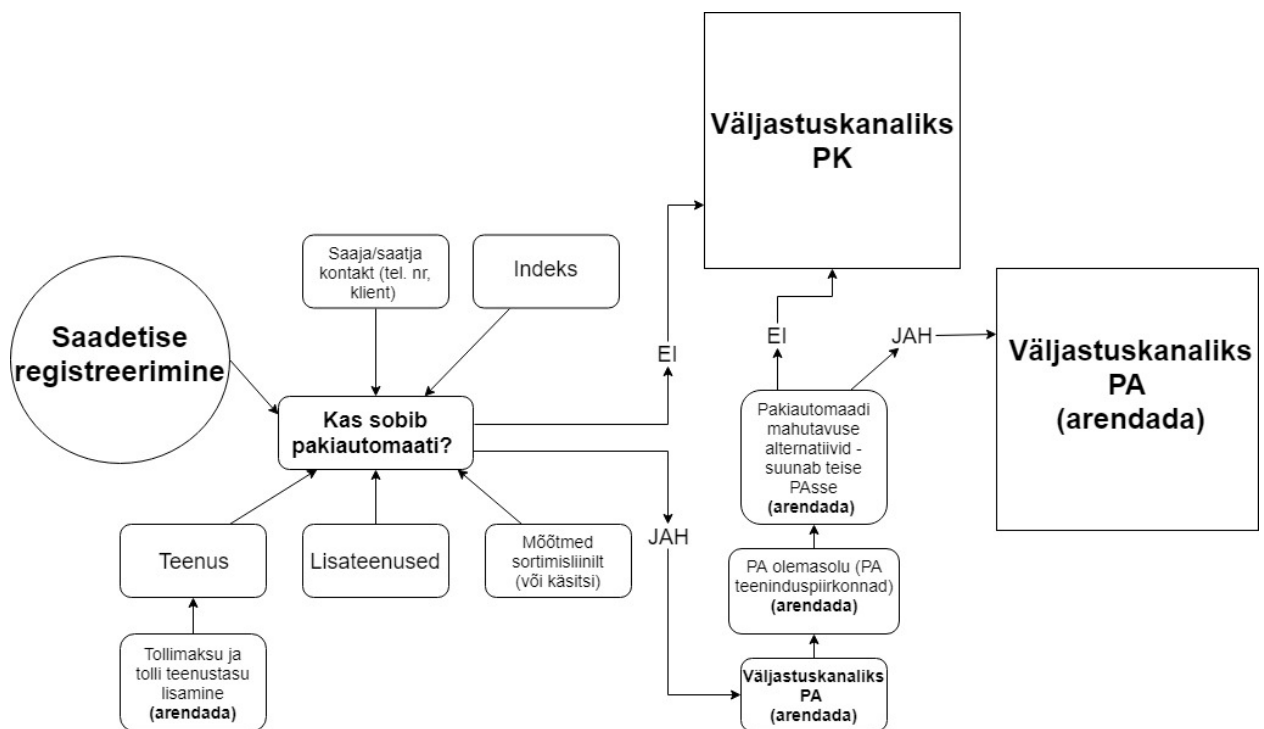 Väljastuskanaliks
PK
Saaja/saatja
kontakt (tel. nr,
klient)
Indeks
Saadetise
registreerimine
EI
EI
JAH
Väljastuskanaliks
PA
(arendada)
Kas sobib
pakiautomaati?
Pakiautomaadi
mahutavuse
alternatiivid -
suunab teise
PAsse
(arendada)
JAH
Teenus
Lisateenused
Mõõtmed
sortimisliinilt
(või käsitsi)
PA olemasolu (PA
teeninduspiirkonnad)
(arendada)
Tollimaksu ja
tolli teenustasu
lisamine
(arendada)
Väljastuskanaliks
PA
(arendada)